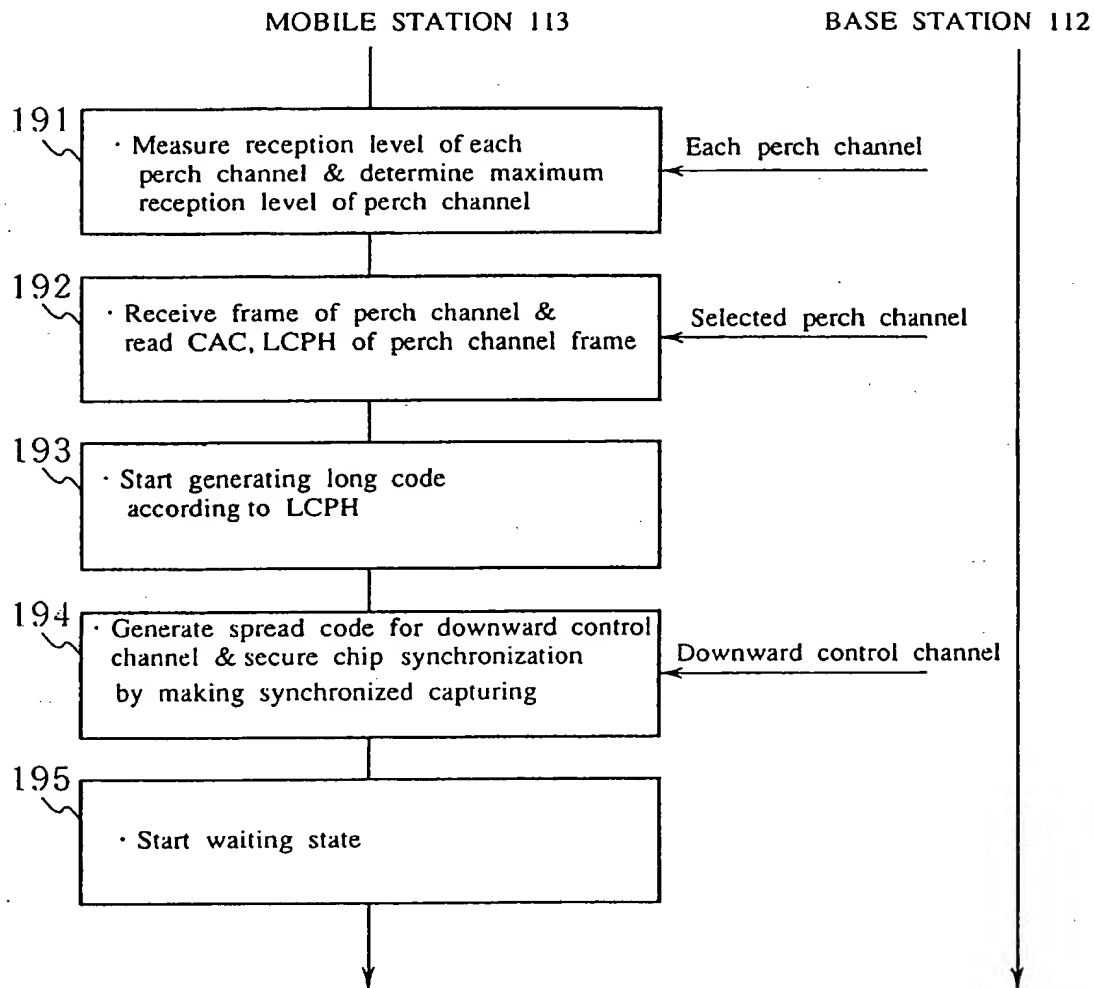 MOBILE STATION 113
BASE STATION 112
191
· Measure reception level of each
perch channel & determine maximum
reception level of perch channel
Each perch channel
192
· Receive frame of perch channel &
read CAC, LCPH of perch channel frame
Selected perch channel
193
· Start generating long code
according to LCPH
194
· Generate spread code for downward control
channel & secure chip synchronization
by making synchronized capturing
Downward control channel
195
· Start waiting state